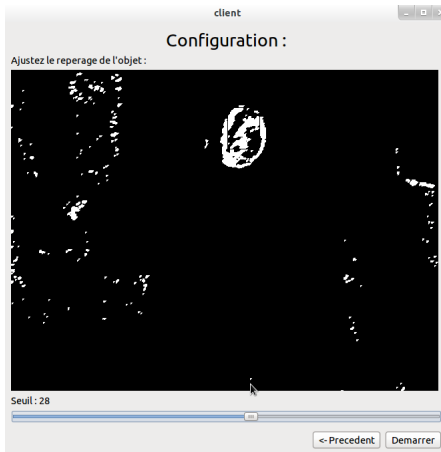 client
Configuration :
Ajustez le reperage de l'objet :
Seuil : 28
<- Precedent Demarrer